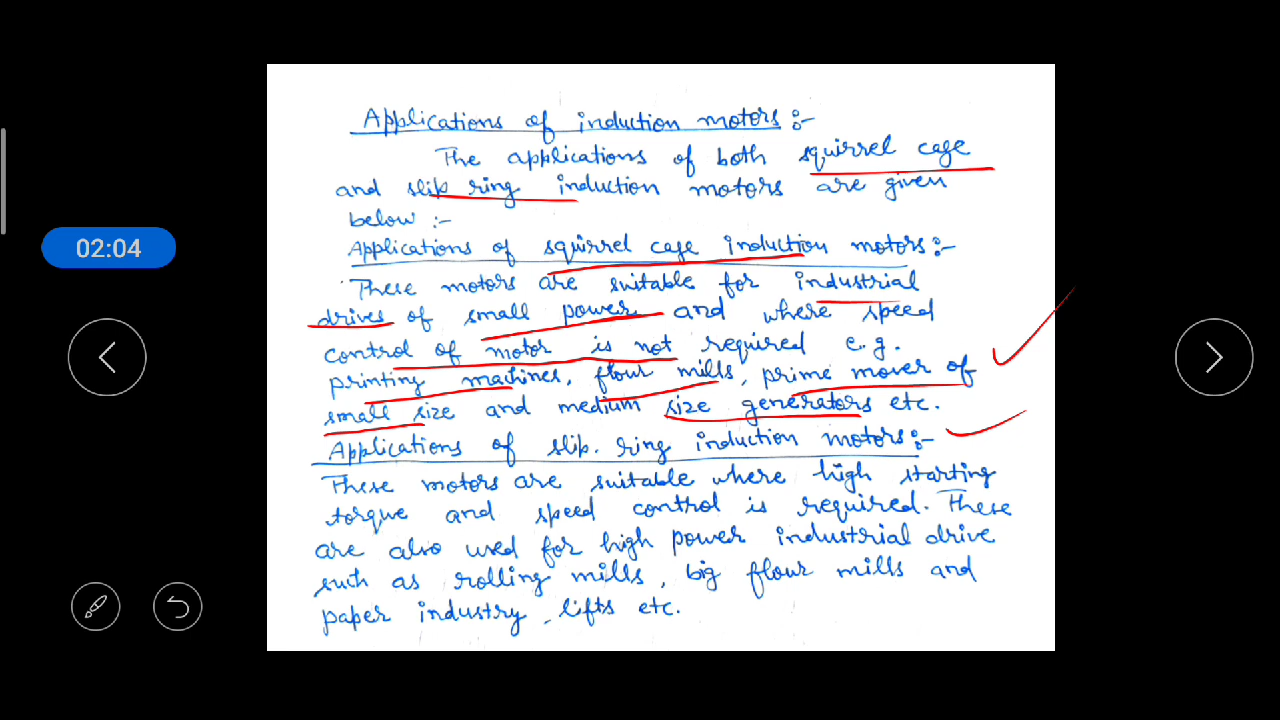 Applications of induction motors :-
The applications of both squirrel cage
and slip ring induction motors are given
below :-
Applications of squirrel cage induction motors :-
These motors are suitable for industrial
drives of small power and where speed
control of motor is not required e.g.
printing machines, flour mills, prime mover of
small size and medium size generators etc.
Applications of slip. ring induction motors :-
These motors are suitable where high starting
torque and speed control is required. These
are also used for high power industrial drive
such as rolling mills, big flour mills and
paper industry, lifts etc.
02:04